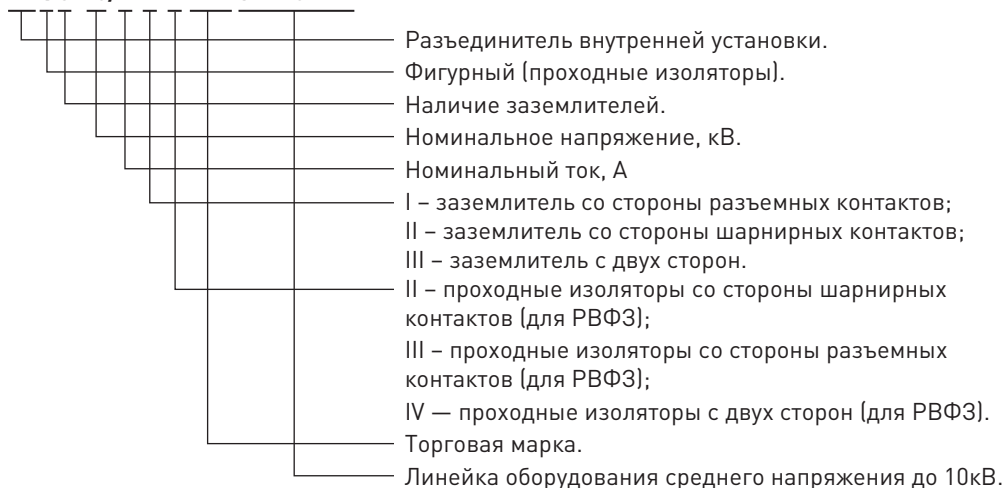 Разъединитель внутренней установки.
Фигурный (проходные изоляторы).
Наличие заземлителей.
Номинальное напряжение, кВ.
Номинальный ток, А
I – заземлитель со стороны разъемных контактов;
II – заземлитель со стороны шарнирных контактов;
III – заземлитель с двух сторон.
II – проходные изоляторы со стороны шарнирных
контактов (для РВФЗ);
III – проходные изоляторы со стороны разъемных
контактов (для РВФЗ);
IV — проходные изоляторы с двух сторон (для РВФЗ).
Торговая марка.
Линейка оборудования среднего напряжения до 10кВ.